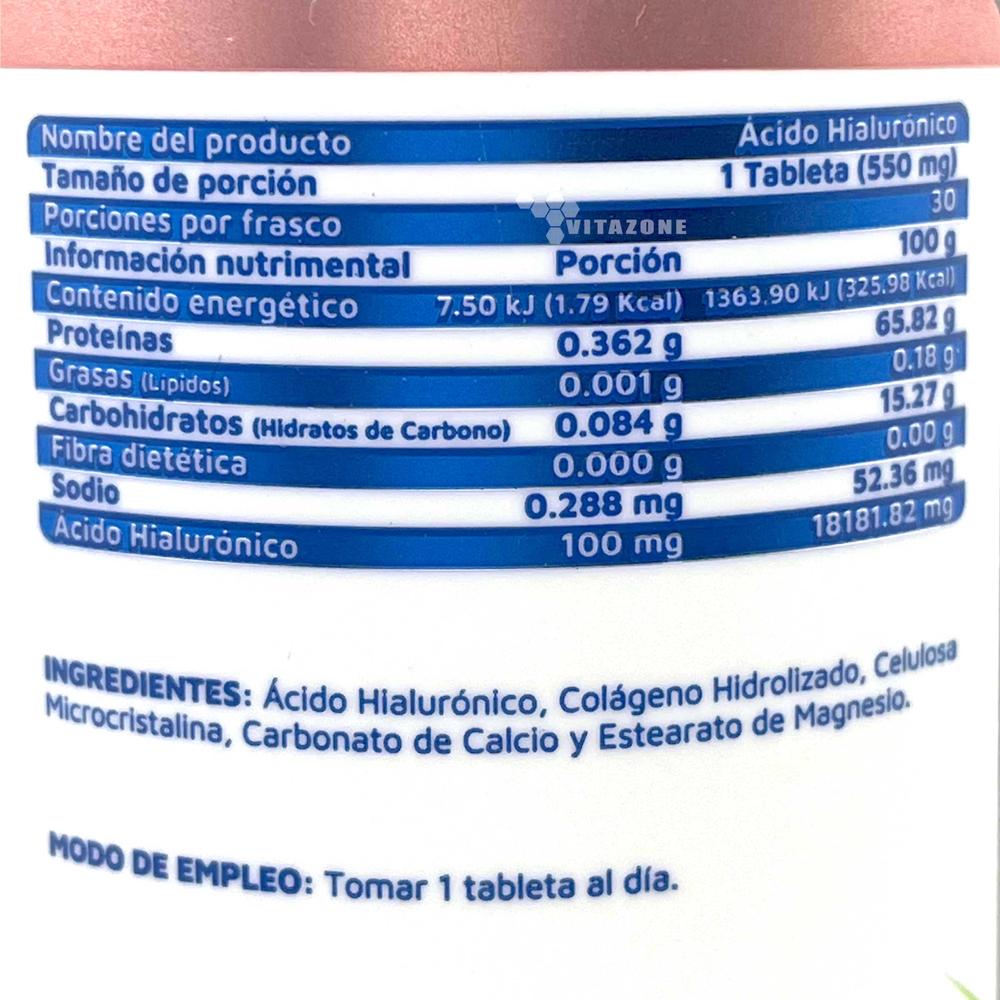 Nombre del producto Ácido Hialurónico
Tamaño de porción 1 Tableta (550 mg)
Porciones por frasco 30
VITAZONE
Información nutrimental Porción 100 g
Contenido energético 7.50 kJ (1.79 Kcal) 1363.90 kJ (325.98 Kcal)
Proteínas 0.362 g 65.82 g
Grasas (Lípidos) 0.001 g 0.18 g
Carbohidratos (Hidratos de Carbono) 0.084 g 15.27 g
Fibra dietética 0.000 g 0.00 g
Sodio 0.288 mg 52.36 mg
Ácido Hialurónico 100 mg 18181.82 mg
INGREDIENTES: Ácido Hialurónico, Colágeno Hidrolizado, Celulosa
Microcristalina, Carbonato de Calcio y Estearato de Magnesio.
MODO DE EMPLEO: Tomar 1 tableta al día.